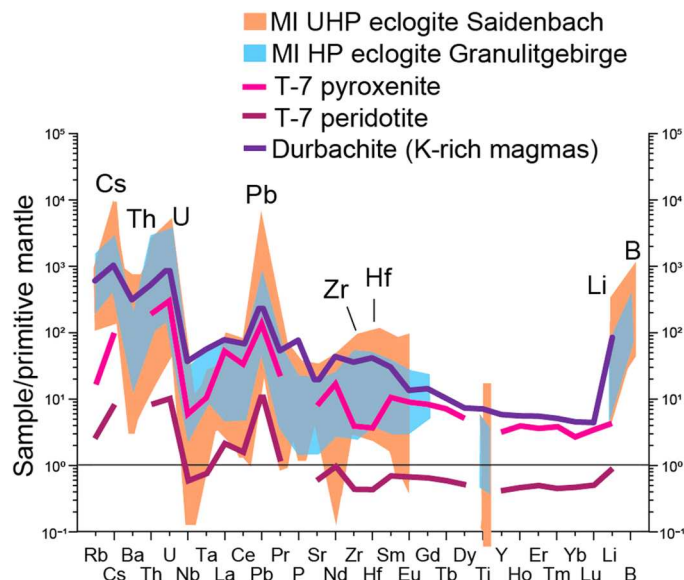 MI UHP eclogite Saidenbach
MI HP eclogite Granulitgebirge
T-7 pyroxenite
T-7 peridotite
Durbachite (K-rich magmas)
Sample/primitive mantle
10⁵
10⁴
10³
10²
10¹
10⁰
10⁻¹
10⁵
10⁴
10³
10²
10¹
10⁰
10⁻¹
Cs
Th
U
Pb
Zr
Hf
Li
B
Rb Ba U Ta Ce Pr Sr Zr Sm Gd Dy Y Er Yb Li
Cs Th Nb La Pb P Nd Hf Eu Tb Ti Ho Tm Lu B